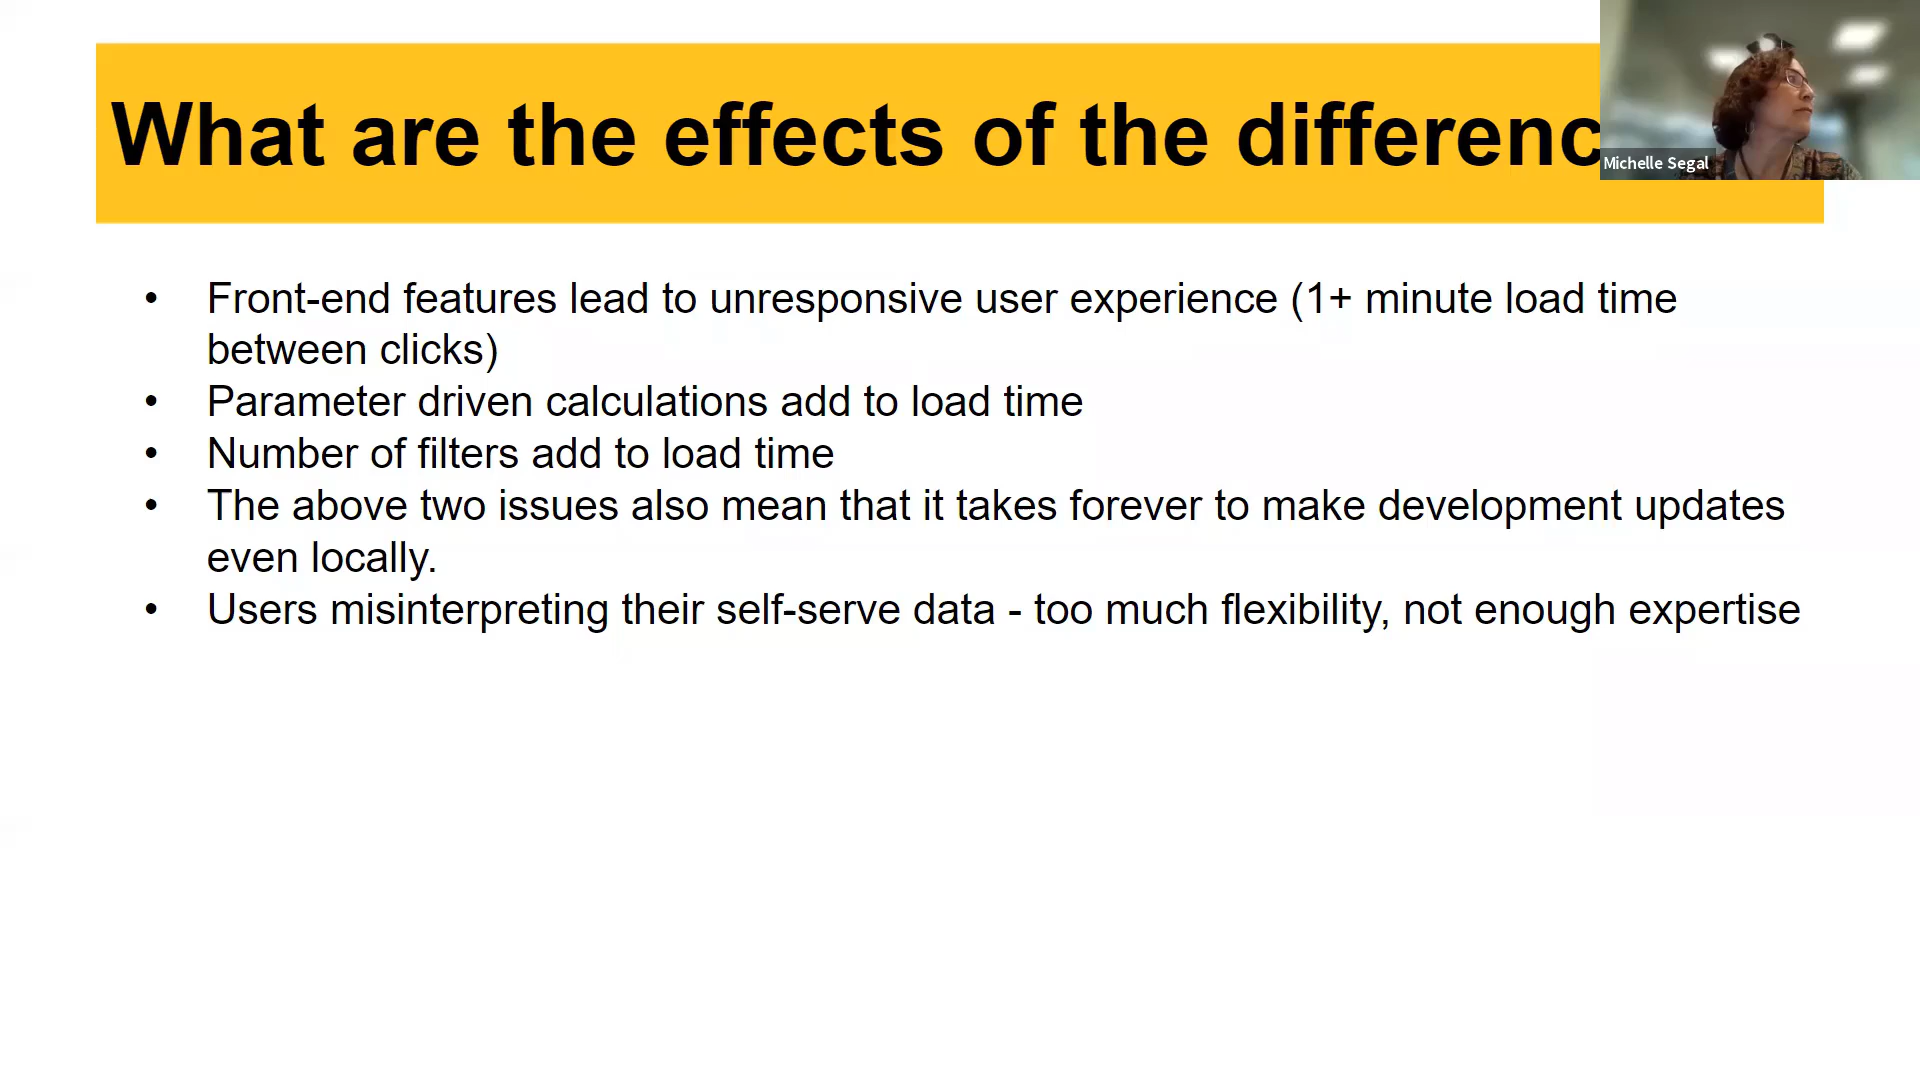 What are the effects of the differenc
Michelle Segal
• Front-end features lead to unresponsive user experience (1+ minute load time
between clicks)
• Parameter driven calculations add to load time
• Number of filters add to load time
• The above two issues also mean that it takes forever to make development updates
even locally.
• Users misinterpreting their self-serve data - too much flexibility, not enough expertise